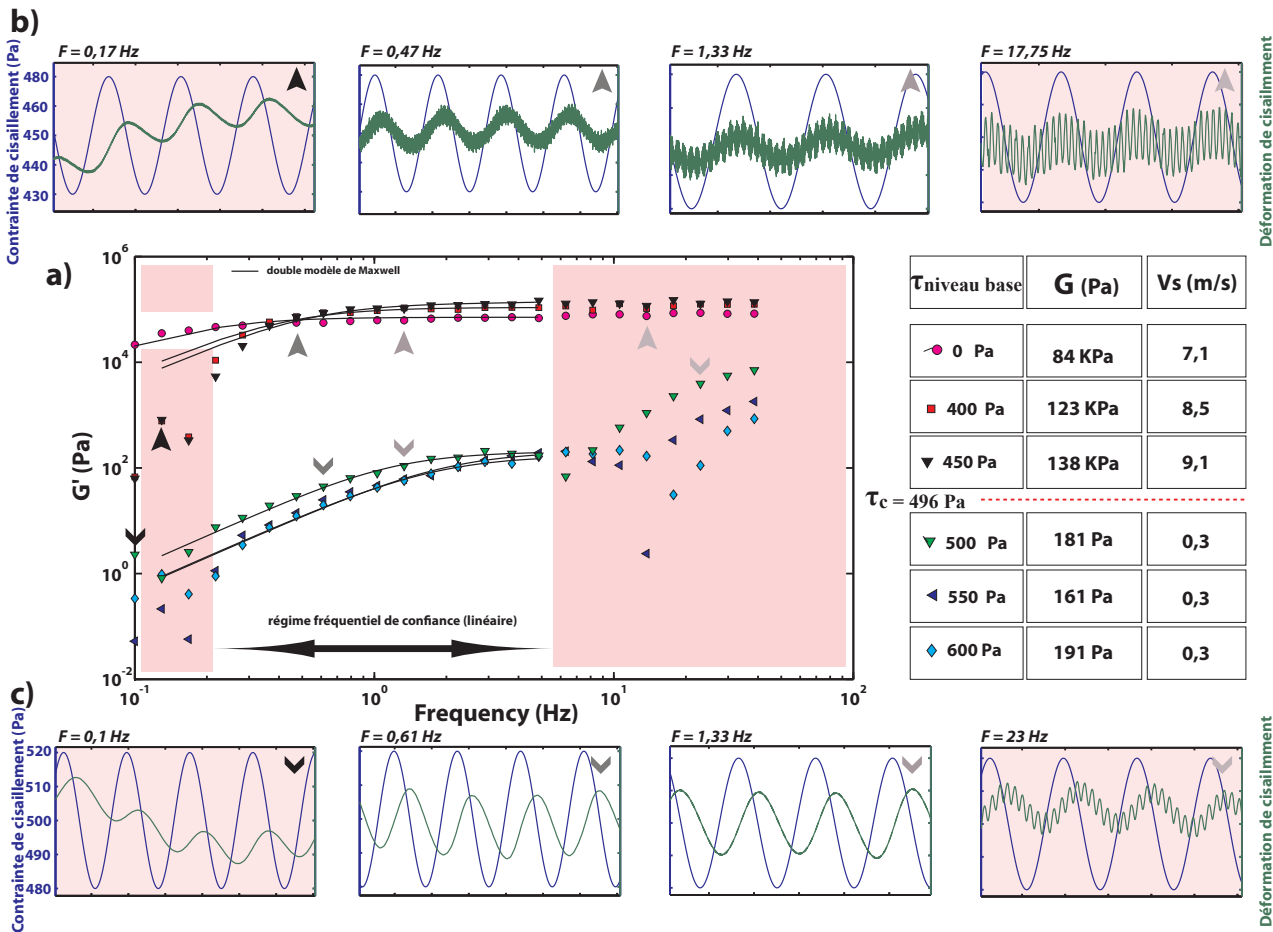 b)
F = 0,17 Hz
F = 0,47 Hz
F = 1,33 Hz
F = 17,75 Hz
Contrainte de cisaillement (Pa)
480
460
450
440
430
Déformation de cisailmment
a)
double modèle de Maxwell
G' (Pa)
10^6
10^4
10^2
10^0
10^-2
régime fréquentiel de confiance (linéaire)
10^-1
10^0
10^1
10^2
Frequency (Hz)
τniveau base G (Pa) Vs (m/s)
0 Pa 84 KPa 7,1
400 Pa 123 KPa 8,5
450 Pa 138 KPa 9,1
τc = 496 Pa
500 Pa 181 Pa 0,3
550 Pa 161 Pa 0,3
600 Pa 191 Pa 0,3
c)
F = 0,1 Hz
F = 0,61 Hz
F = 1,33 Hz
F = 23 Hz
Contrainte de cisaillement (Pa)
520
510
500
490
480
Déformation de cisailmment